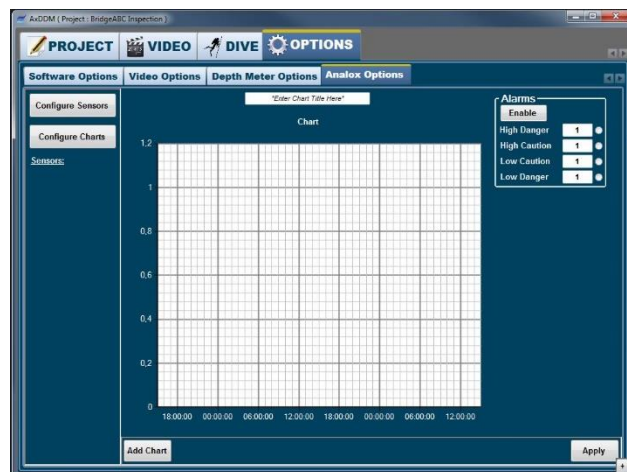 AxDDM ( Project : BridgeABC Inspection )
PROJECT VIDEO DIVE OPTIONS
Software Options Video Options Depth Meter Options Analox Options
Configure Sensors
Configure Charts
Sensors:
"Enter Chart Title Here"
Chart
1,2
1
0,8
0,6
0,4
0,2
0
18:00:00 00:00:00 06:00:00 12:00:00 18:00:00 00:00:00 06:00:00 12:00:00
Alarms
Enable
High Danger 1
High Caution 1
Low Caution 1
Low Danger 1
Add Chart
Apply